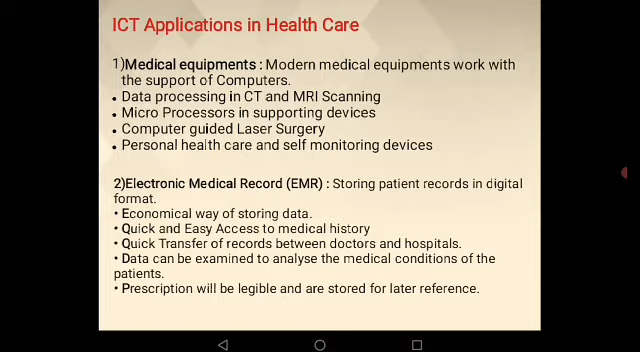 ICT Applications in Health Care
1)Medical equipments : Modern medical equipments work with
the support of Computers.
• Data processing in CT and MRI Scanning
• Micro Processors in supporting devices
• Computer guided Laser Surgery
• Personal health care and self monitoring devices
2)Electronic Medical Record (EMR) : Storing patient records in digital
format.
• Economical way of storing data.
• Quick and Easy Access to medical history
• Quick Transfer of records between doctors and hospitals.
• Data can be examined to analyse the medical conditions of the
patients.
• Prescription will be legible and are stored for later reference.